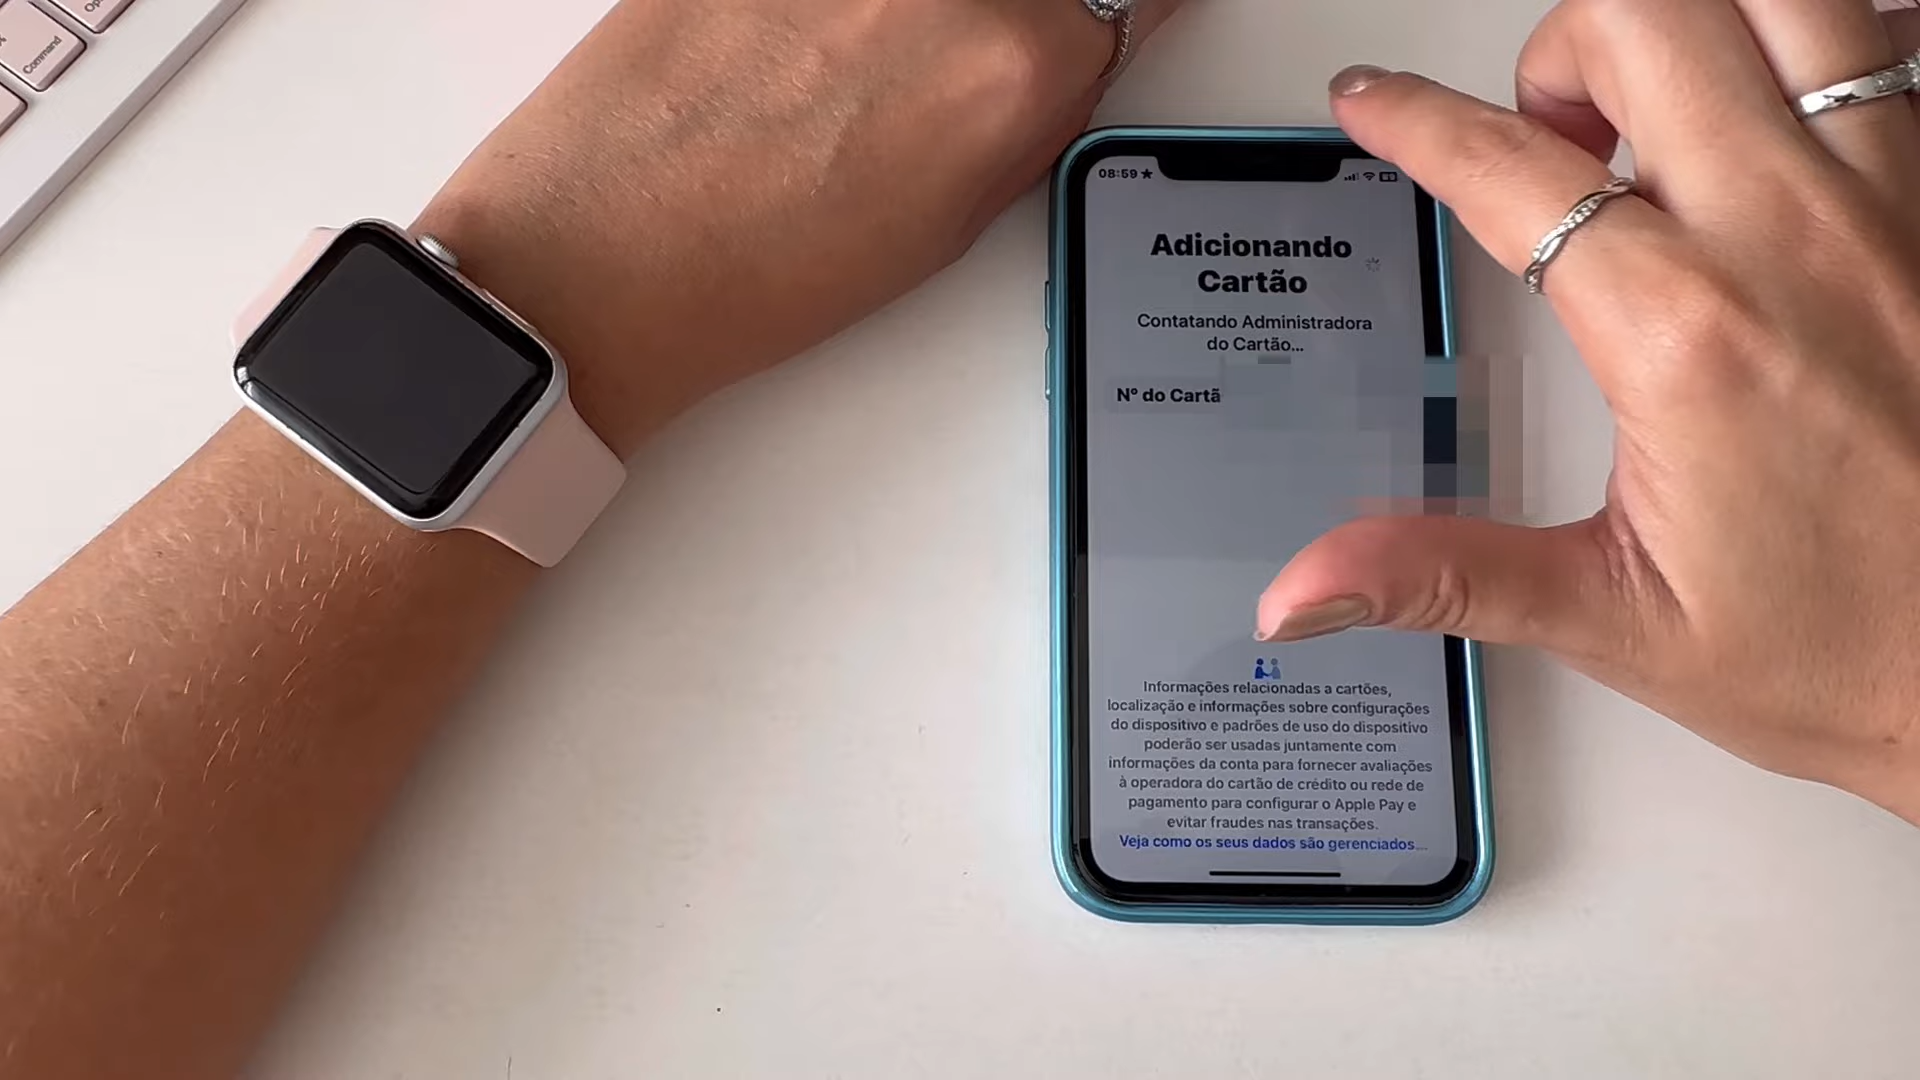 Command
08:59
Adicionando
Cartão
Contatando Administradora
do Cartão...
Nº do Cartã
Informações relacionadas a cartões,
localização e informações sobre configurações
do dispositivo e padrões de uso do dispositivo
poderão ser usadas juntamente com
informações da conta para fornecer avaliações
à operadora do cartão de crédito ou rede de
pagamento para configurar o Apple Pay e
evitar fraudes nas transações.
Veja como os seus dados são gerenciados...